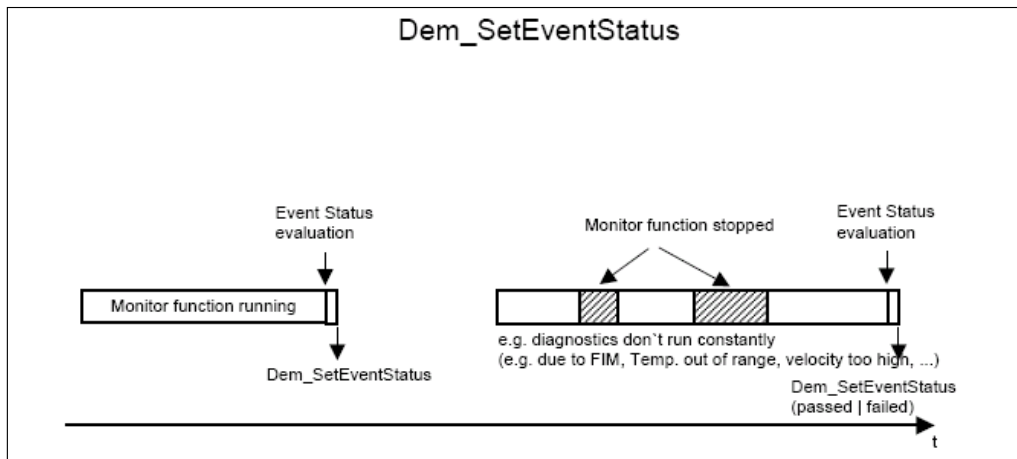 Dem_SetEventStatus
Event Status
evaluation
Monitor function running
Dem_SetEventStatus
Monitor function stopped
Event Status
evaluation
e.g. diagnostics don`t run constantly
(e.g. due to FIM, Temp. out of range, velocity too high, ...)
Dem_SetEventStatus
(passed | failed)
t